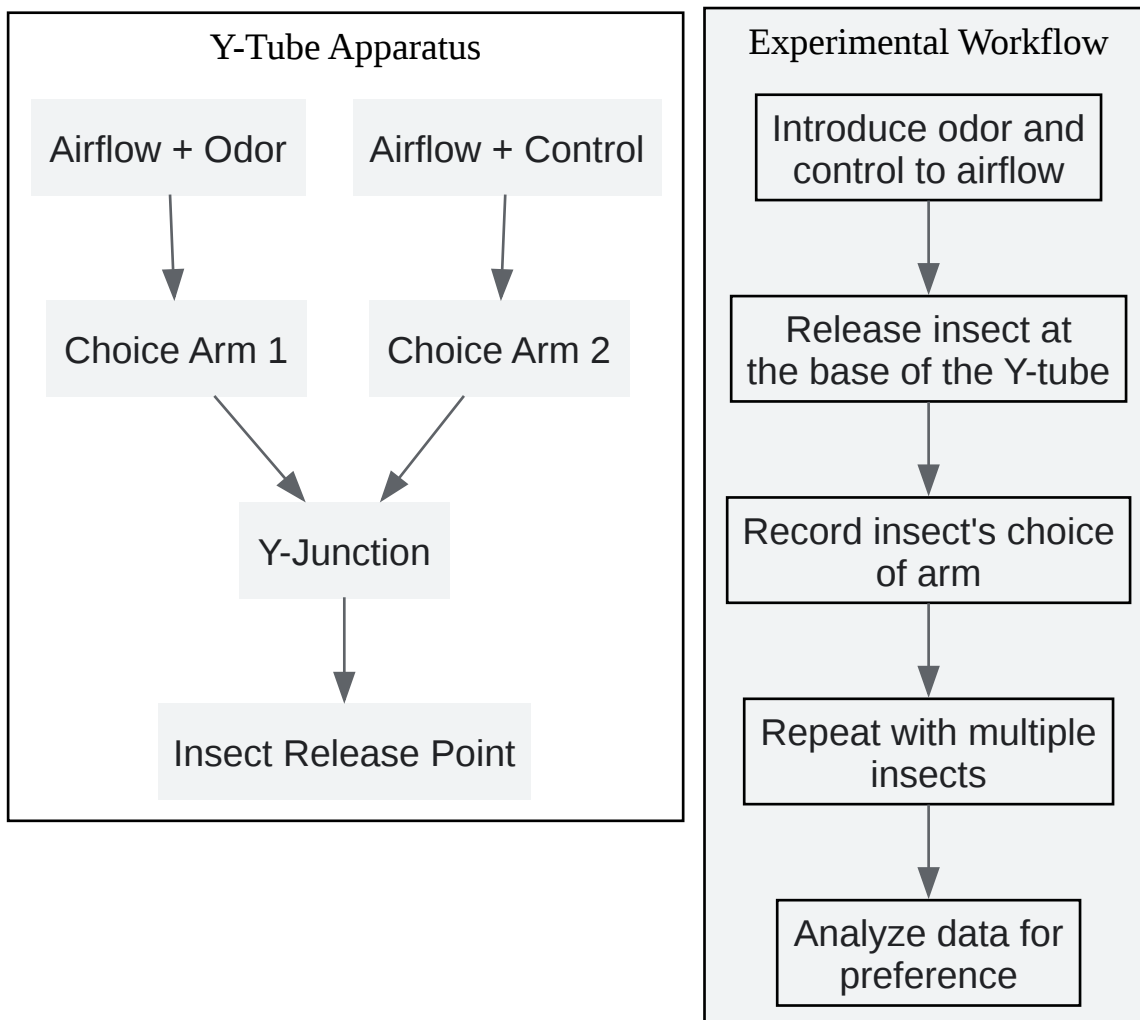 Y-Tube Apparatus
Airflow + Odor
Airflow + Control
Choice Arm 1
Choice Arm 2
Y-Junction
Insect Release Point
Experimental Workflow
Introduce odor and
control to airflow
Release insect at
the base of the Y-tube
Record insect's choice
of arm
Repeat with multiple
insects
Analyze data for
preference